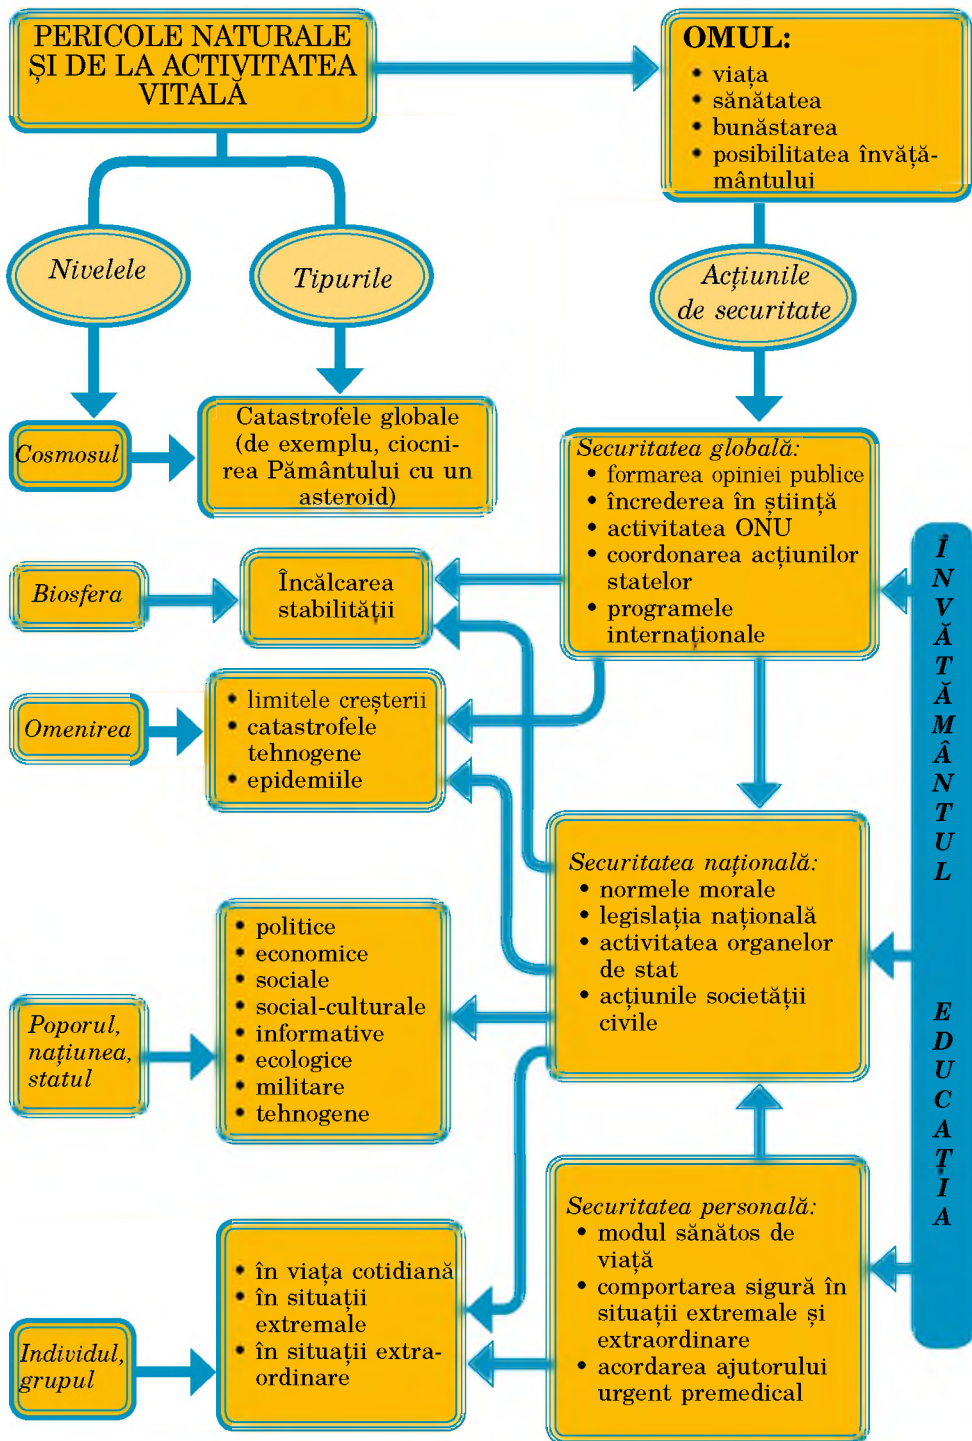 PERICOLE NATURALE
ȘI DE LA ACTIVITATEA
VITALĂ
OMUL:
• viața
• sănătatea
• bunăstarea
• posibilitatea învăță-
mântului
Nivelele
Tipurile
Acțiunile
de securitate
Cosmosul
Catastrofele globale
(de exemplu, ciocni-
rea Pământului cu un
asteroid)
Securitatea globală:
• formarea opiniei publice
• încrederea în știință
• activitatea ONU
• coordonarea acțiunilor
statelor
• programele
internaționale
Biosfera
Încălcarea
stabilității
Omenirea
• limitele creșterii
• catastrofele
tehnogene
• epidemiile
Securitatea națională:
• normele morale
• legislația națională
• activitatea organelor
de stat
• acțiunile societății
civile
Poporul,
națiunea,
statul
• politice
• economice
• sociale
• social-culturale
• informative
• ecologice
• militare
• tehnogene
Securitatea personală:
• modul sănătos de
viață
• comportarea sigură în
situații extremale și
extraordinare
• acordarea ajutorului
urgent premedical
Individul,
grupul
• în viața cotidiană
• în situații
extremale
• în situații extra-
ordinare
ÎNVĂTĂMÂNTUL
EDUCAȚIA